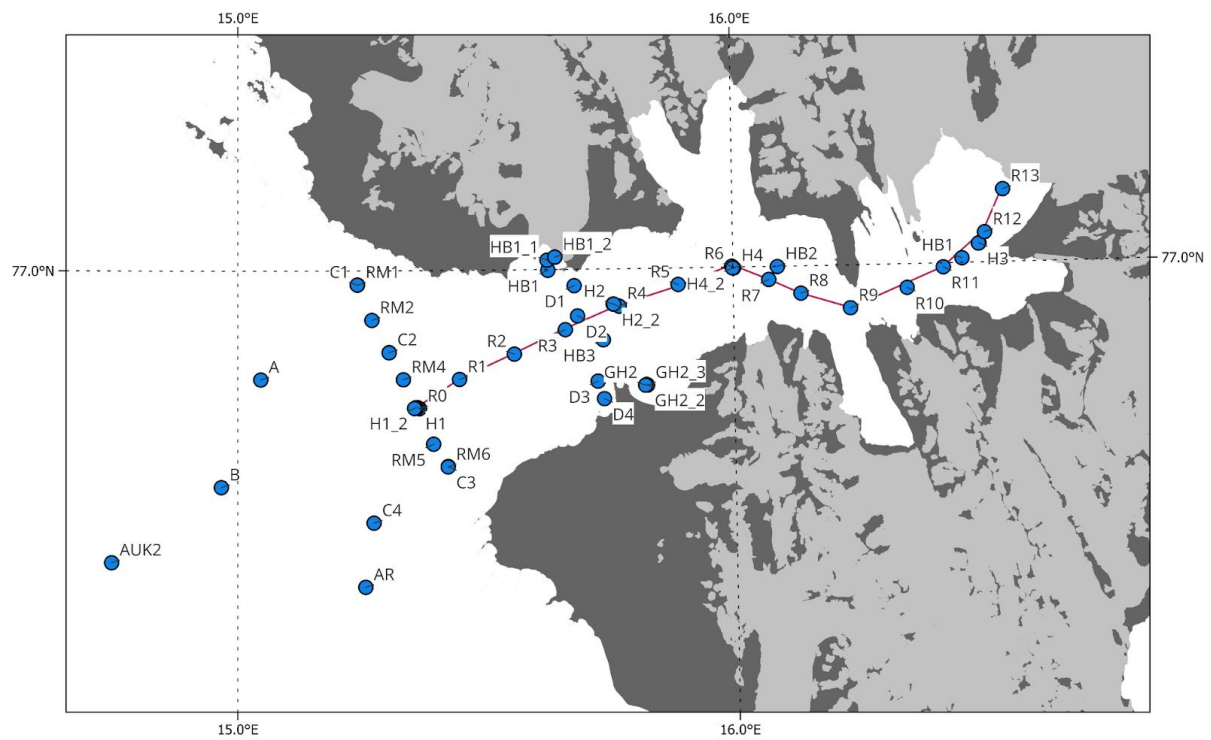 15.0°E 16.0°E
R13
R12
HB1_2
HB1_1
R6 H4 HB2
HB1
H3
77.0°N 77.0°N
C1 RM1
HB1
R5
H4_2
R7
R8
R11
D1
H2
R4
R9
R10
RM2
H2_2
D2
R2
R3
C2
HB3
A
RM4
R1
GH2 GH2_3
R0
D3
GH2_2
H1_2
H1
D4
RM5
RM6
C3
B
C4
AUK2
AR
15.0°E 16.0°E